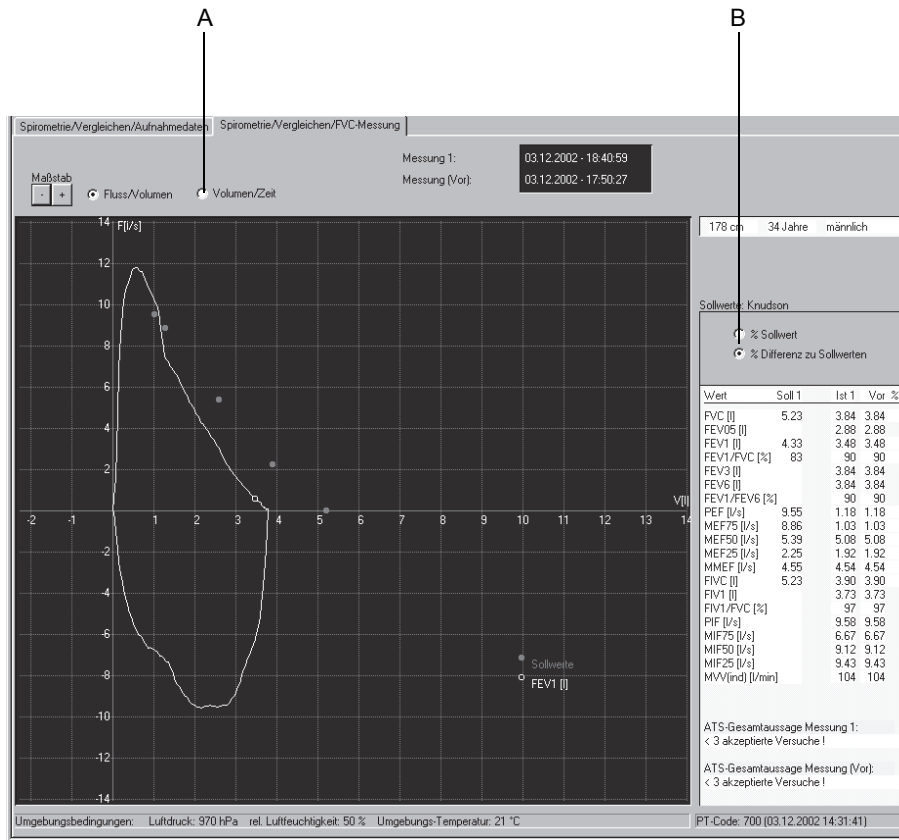 A B
Spirometrie/Vergleichen/Aufnahmedaten Spirometrie/Vergleichen/FVC-Messung
Messung 1: 03.12.2002 - 18:40:59
Messung (Vor): 03.12.2002 - 17:50:27
Maßstab
- + Fluss/Volumen Volumen/Zeit
178 cm 34 Jahre männlich
Sollwerte: Knudson
% Sollwert
% Differenz zu Sollwerten
F[l/s]
14
12
10
8
6
4
2
V[l]
-2 -1 1 2 3 4 5 6 7 8 9 10 11 12 13 14
-2
-4
-6
-8
-10
-12
-14
Sollwerte
FEV1 [l]
Wert Soll 1 Ist 1 Vor %
FVC [l] 5.23 3.84 3.84
FEV05 [l] 2.88 2.88
FEV1 [l] 4.33 3.48 3.48
FEV1/FVC [%] 83 90 90
FEV3 [l] 3.84 3.84
FEV6 [l] 3.84 3.84
FEV1/FEV6 [%] 90 90
PEF [l/s] 9.55 1.18 1.18
MEF75 [l/s] 8.86 1.03 1.03
MEF50 [l/s] 5.39 5.08 5.08
MEF25 [l/s] 2.25 1.92 1.92
MMEF [l/s] 4.55 4.54 4.54
FIVC [l] 5.23 3.90 3.90
FIV1 [l] 3.73 3.73
FIV1/FVC [%] 97 97
PIF [l/s] 9.58 9.58
MIF75 [l/s] 6.67 6.67
MIF50 [l/s] 9.12 9.12
MIF25 [l/s] 9.43 9.43
MVV(ind) [l/min] 104 104
ATS-Gesamtaussage Messung 1:
< 3 akzeptierte Versuche !
ATS-Gesamtaussage Messung (Vor):
< 3 akzeptierte Versuche !
Umgebungsbedingungen: Luftdruck: 970 hPa rel. Luftfeuchtigkeit: 50 % Umgebungs-Temperatur: 21 °C
PT-Code: 700 (03.12.2002 14:31:41)